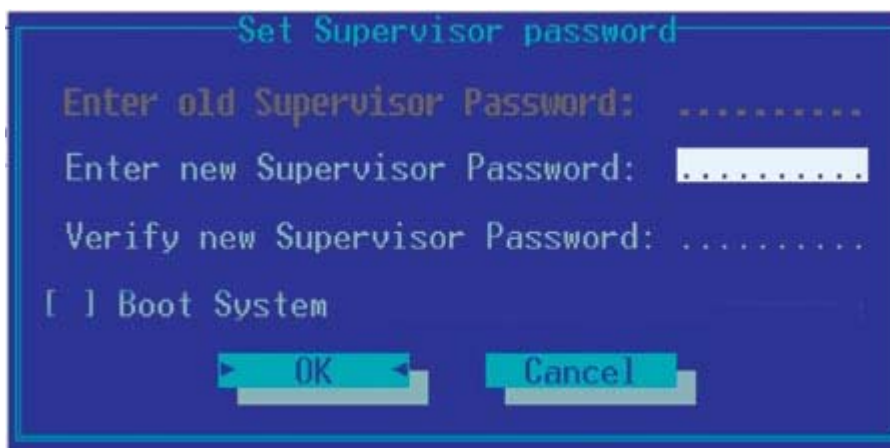 Set Supervisor password
Enter old Supervisor Password: ..........
Enter new Supervisor Password: ..........
Verify new Supervisor Password: ..........
[ ] Boot System
OK Cancel